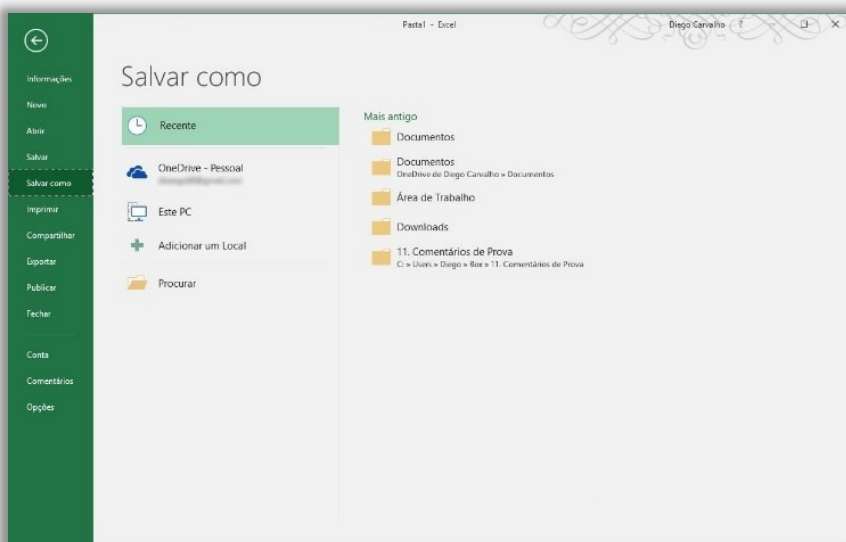 Pasta1 - Excel
Diego Carvalho
?
Informações
Novo
Abrir
Salvar
Salvar como
Imprimir
Compartilhar
Exportar
Publicar
Fechar
Conta
Comentários
Opções
Salvar como
Recente
OneDrive - Pessoal
Este PC
Adicionar um Local
Procurar
Mais antigo
Documentos
Documentos
OneDrive de Diego Carvalho » Documentos
Área de Trabalho
Downloads
11. Comentários de Prova
C: » Users » Diego » Box » 11. Comentários de Prova